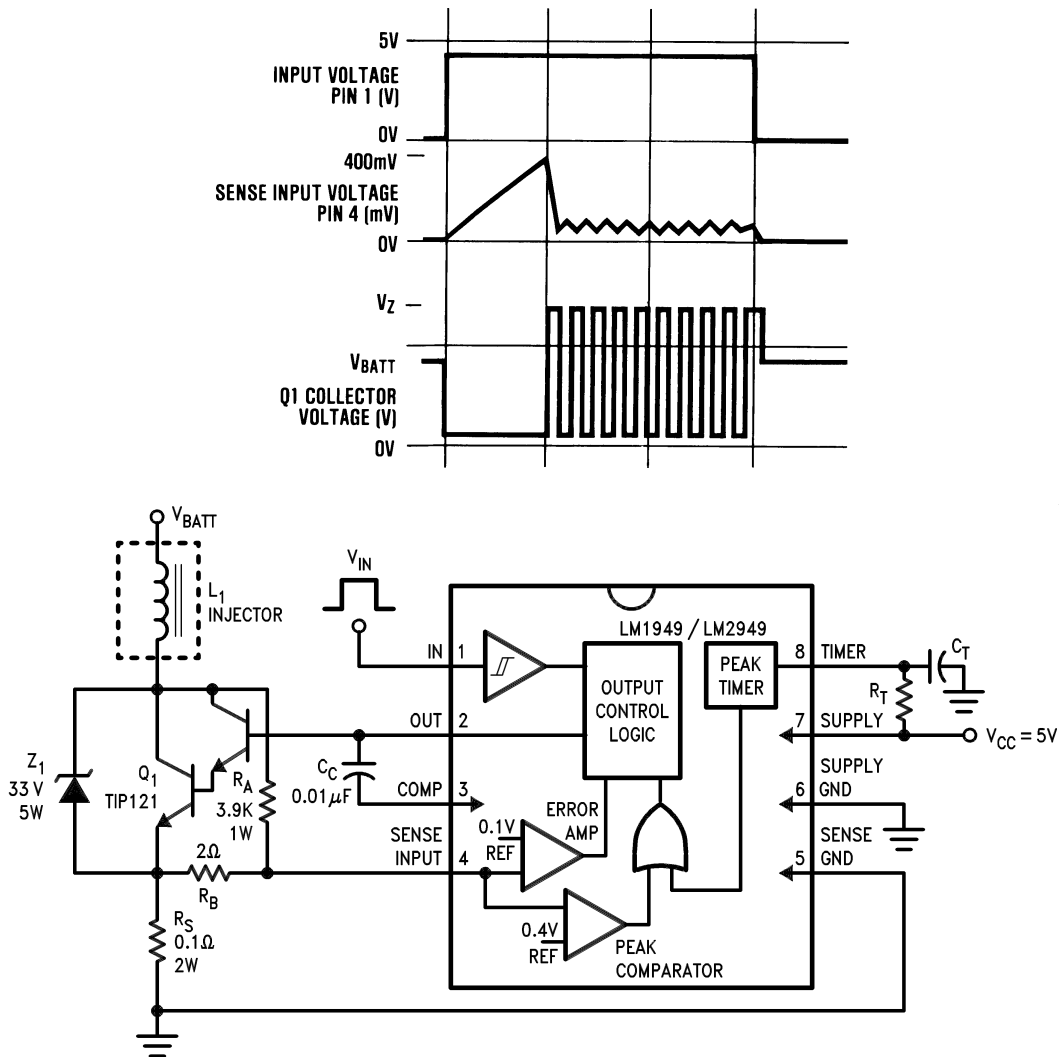 5V
INPUT VOLTAGE
PIN 1 (V)
0V
400mV
SENSE INPUT VOLTAGE
PIN 4 (mV)
0V
VZ
VBATT
Q1 COLLECTOR
VOLTAGE (V)
0V
VBATT
L1
INJECTOR
VIN
LM1949 / LM2949
IN 1
8 TIMER
CT
PEAK
TIMER
RT
OUTPUT
CONTROL
LOGIC
OUT 2
7 SUPPLY
VCC = 5V
Z1
33 V
5W
Q1
TIP121
RA
3.9K
1W
CC
0.01μF
COMP 3
SUPPLY
6 GND
ERROR
AMP
0.1V
REF
SENSE
INPUT 4
SENSE
5 GND
2Ω
RB
RS
0.1Ω
2W
0.4V
REF
PEAK
COMPARATOR